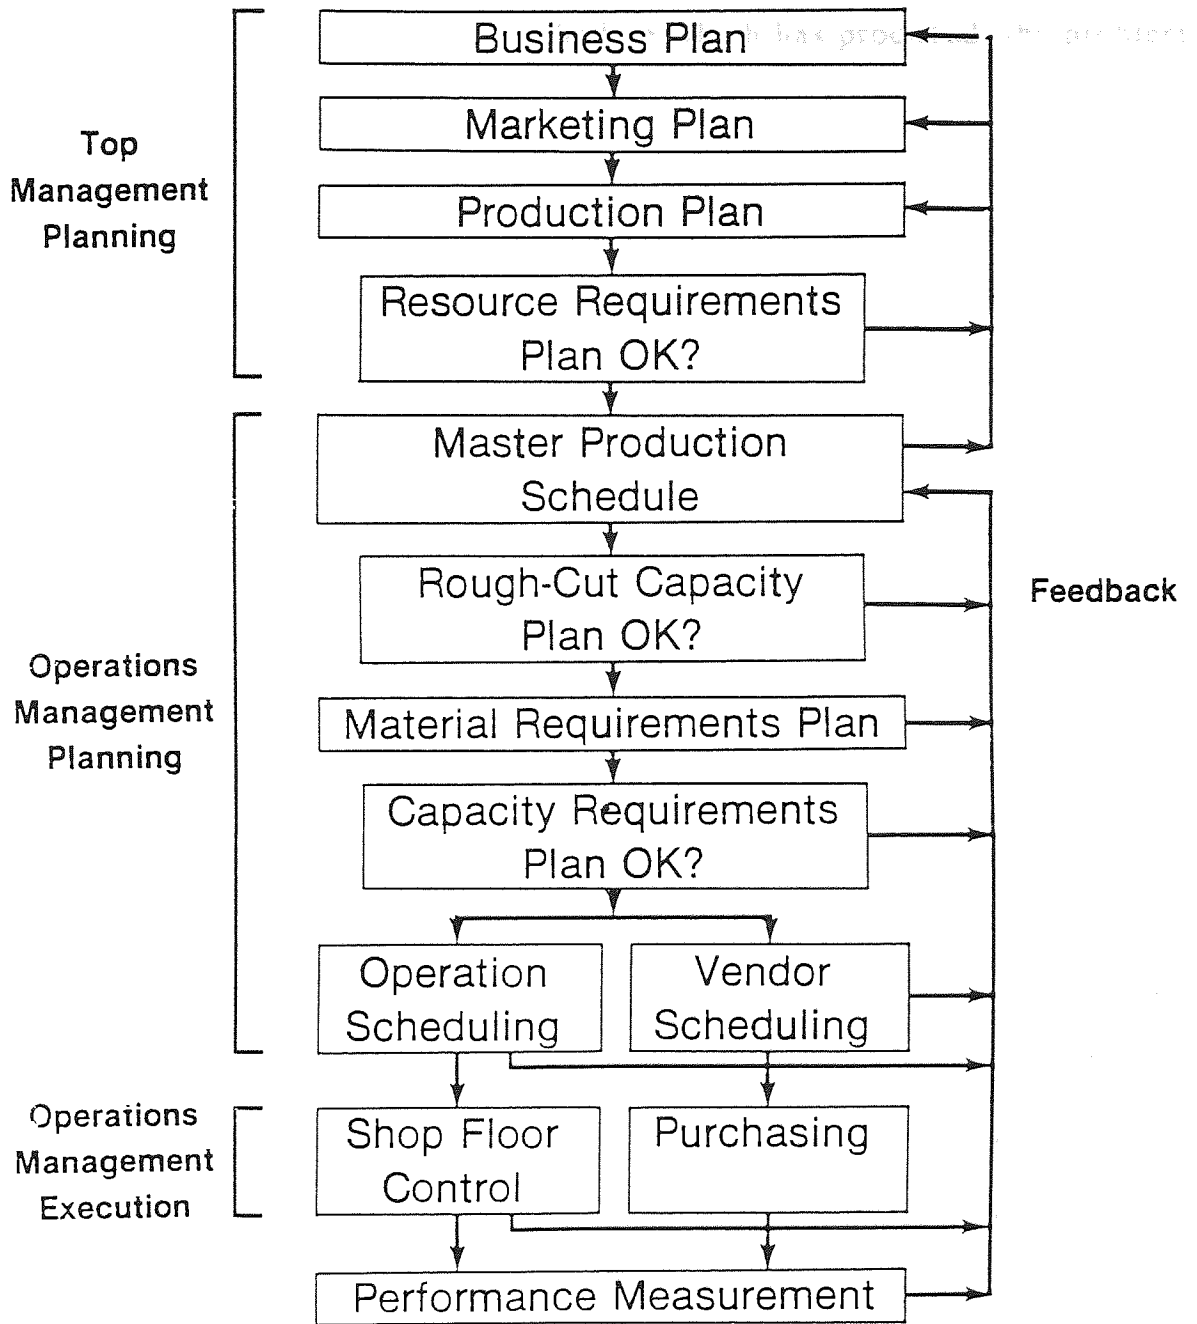 Business Plan
Marketing Plan
Top
Management
Planning
Production Plan
Resource Requirements
Plan OK?
Master Production
Schedule
Rough-Cut Capacity
Plan OK?
Feedback
Operations
Management
Planning
Material Requirements Plan
Capacity Requirements
Plan OK?
Operation
Scheduling
Vendor
Scheduling
Operations
Management
Execution
Shop Floor
Control
Purchasing
Performance Measurement